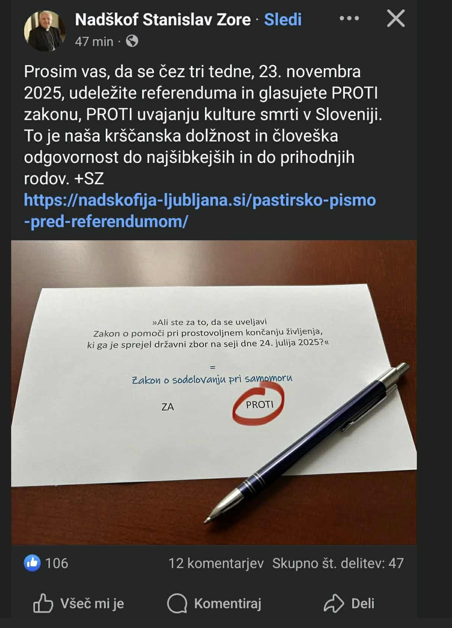 Nadškof Stanislav Zore · Sledi
47 min ·
Prosim vas, da se čez tri tedne, 23. novembra
2025, udeležite referenduma in glasujete PROTI
zakonu, PROTI uvajanju kulture smrti v Sloveniji.
To je naša krščanska dolžnost in človeška
odgovornost do najšibkejših in do prihodnjih
rodov. +SZ
https://nadskofija-ljubljana.si/pastirsko-pismo
-pred-referendumom/
»Ali ste za to, da se uveljavi
Zakon o pomoči pri prostovoljnem končanju življenja,
ki ga je sprejel državni zbor na seji dne 24. julija 2025?«
=
Zakon o sodelovanju pri samomoru
ZA PROTI
106 12 komentarjev Skupno št. delitev: 47
Všeč mi je Komentiraj Deli